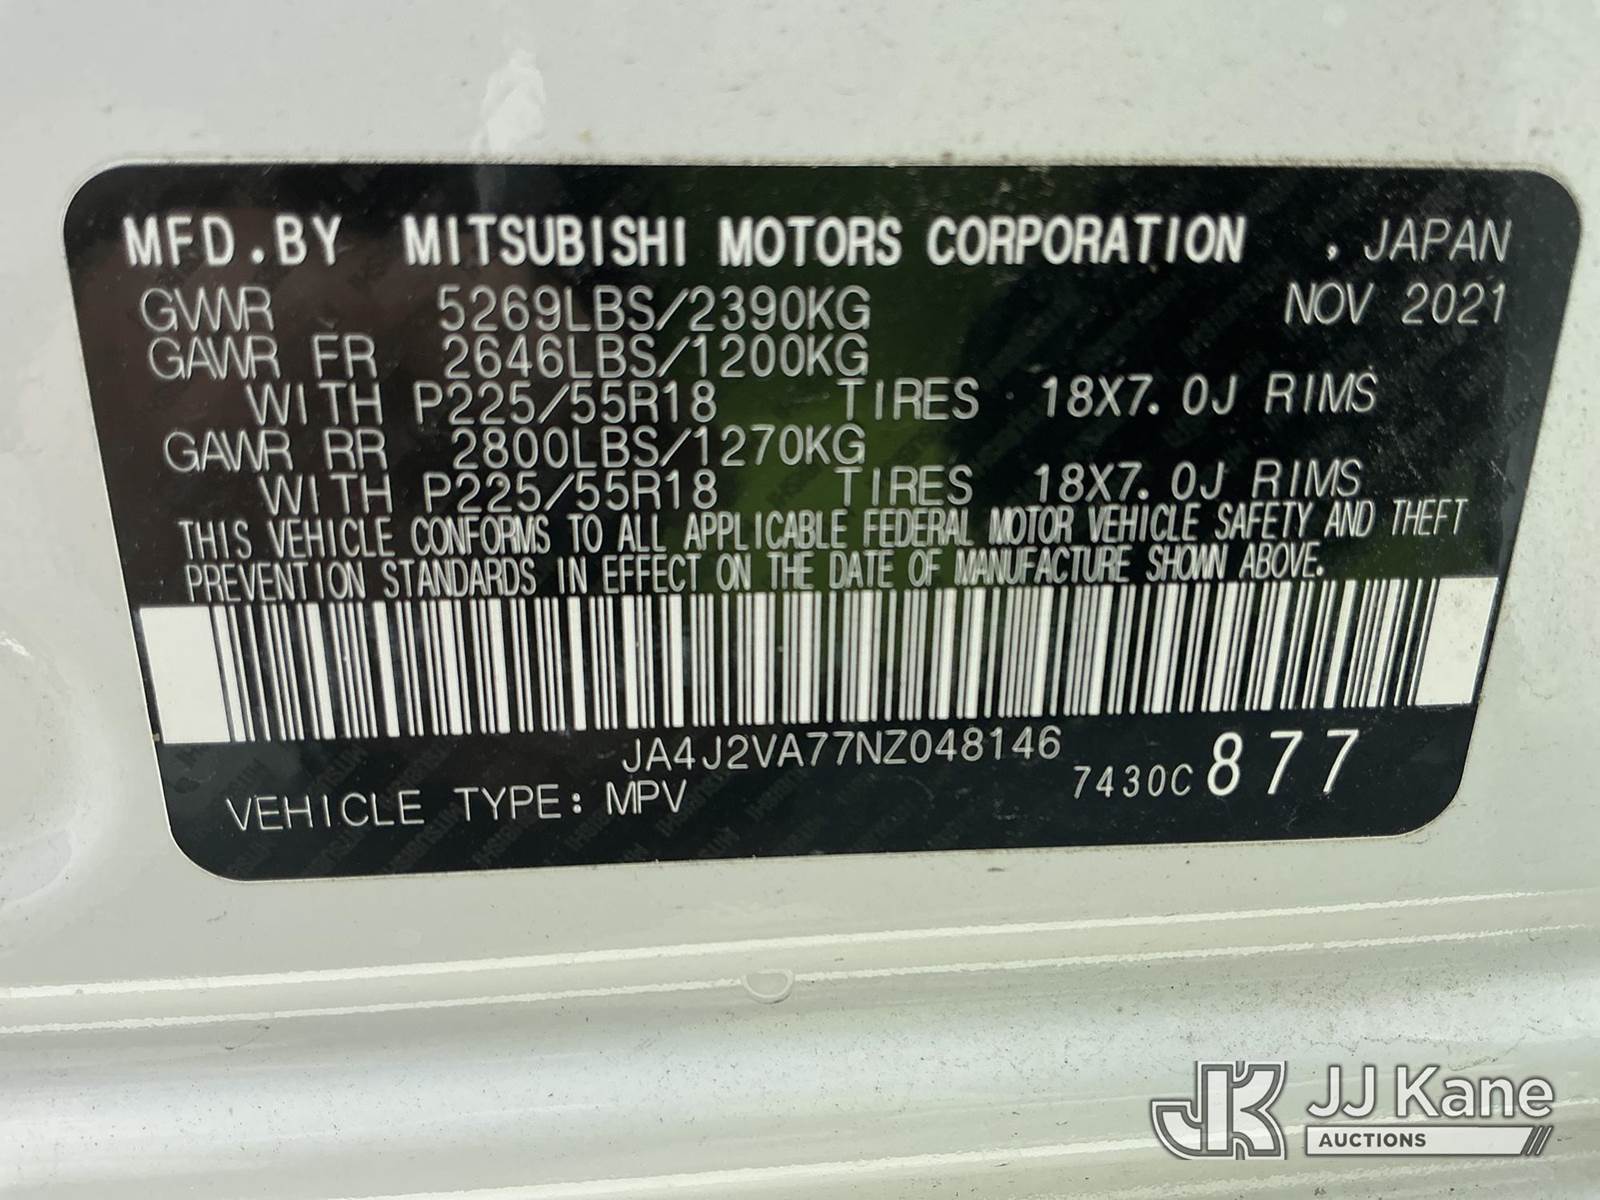 MFD.BY MITSUBISHI MOTORS CORPORATION , JAPAN
GVWR 5269LBS/2390KG NOV 2021
GAWR FR 2646LBS/1200KG
WITH P225/55R18 TIRES 18X7.0J RIMS
GAWR RR 2800LBS/1270KG
WITH P225/55R18 TIRES 18X7.0J RIMS
THIS VEHICLE CONFORMS TO ALL APPLICABLE FEDERAL MOTOR VEHICLE SAFETY AND THEFT
PREVENTION STANDARDS IN EFFECT ON THE DATE OF MANUFACTURE SHOWN ABOVE.
JA4J2VA77NZ048146
7430C 877
VEHICLE TYPE: MPV
JK JJ Kane
AUCTIONS